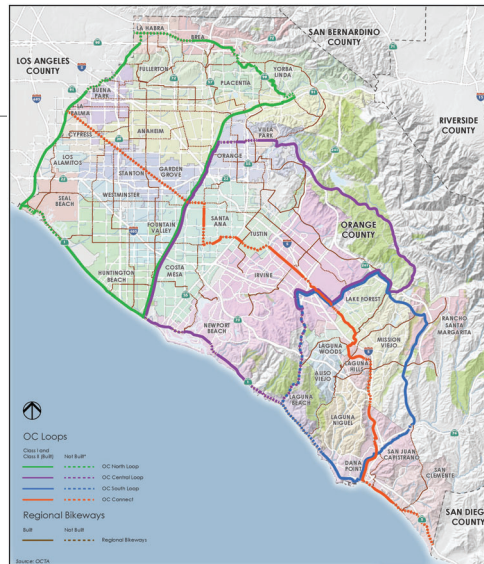 LA HABRA
BREA
SAN BERNARDINO
COUNTY
LOS ANGELES
COUNTY
FULLERTON
YORBA
LINDA
PLACENTIA
BUENA
PARK
LA
PALMA
RIVERSIDE
COUNTY
CYPRESS
ANAHEIM
VILLA
PARK
ORANGE
LOS
ALAMITOS
STANTON
GARDEN
GROVE
WESTMINSTER
SEAL
BEACH
SANTA
ANA
ORANGE
COUNTY
TUSTIN
FOUNTAIN
VALLEY
COSTA
MESA
IRVINE
HUNTINGTON
BEACH
LAKE FOREST
RANCHO
SANTA
MARGARITA
NEWPORT
BEACH
LAGUNA
WOODS
MISSION
VIEJO
LAGUNA
HILLS
ALISO
VIEJO
LAGUNA
BEACH
LAGUNA
NIGUEL
SAN JUAN
CAPISTRANO
DANA
POINT
SAN
CLEMENTE
SAN DIEG
COUNTY
OC Loops
Class I and
Class II (Built)
Not Built*
OC North Loop
OC Central Loop
OC South Loop
OC Connect
Regional Bikeways
Built
Not Built
Regional Bikeways
Source: OCTA